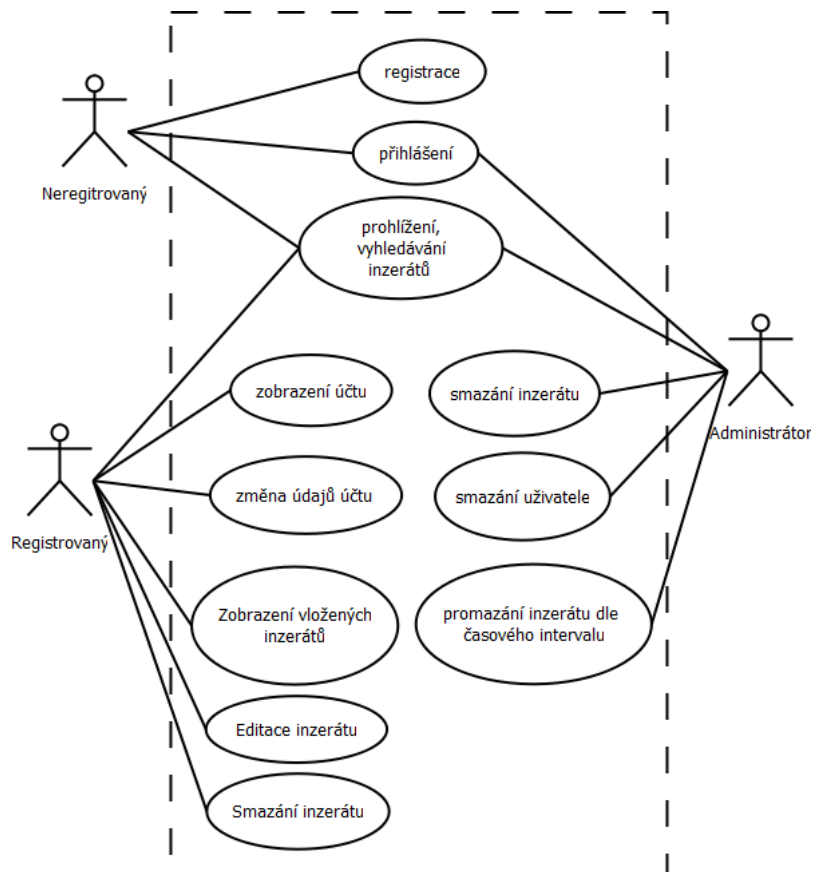 registrace
přihlášení
Neregitrovaný
prohlížení,
vyhledávání
inzerátů
zobrazení účtu
smazání inzerátu
Administrátor
změna údajů účtu
smazání uživatele
Registrovaný
Zobrazení vložených
inzerátů
promazání inzerátu dle
časového intervalu
Editace inzerátu
Smazání inzerátu